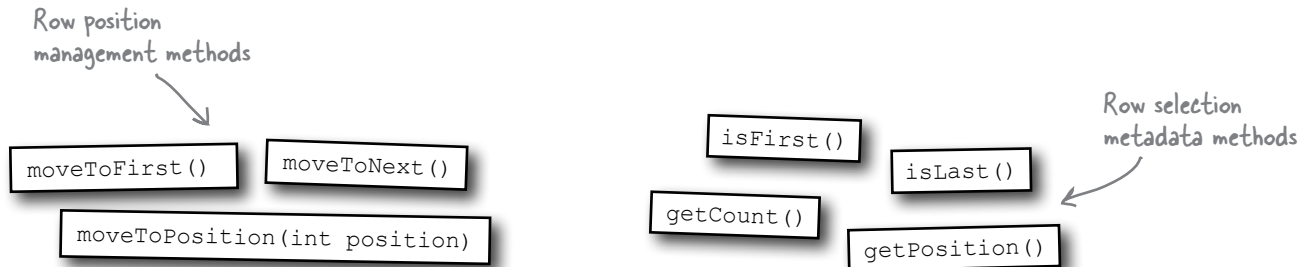 Row position
management methods
moveToFirst()
moveToNext()
moveToPosition(int position)
isFirst()
Row selection
metadata methods
isLast()
getCount()
getPosition()